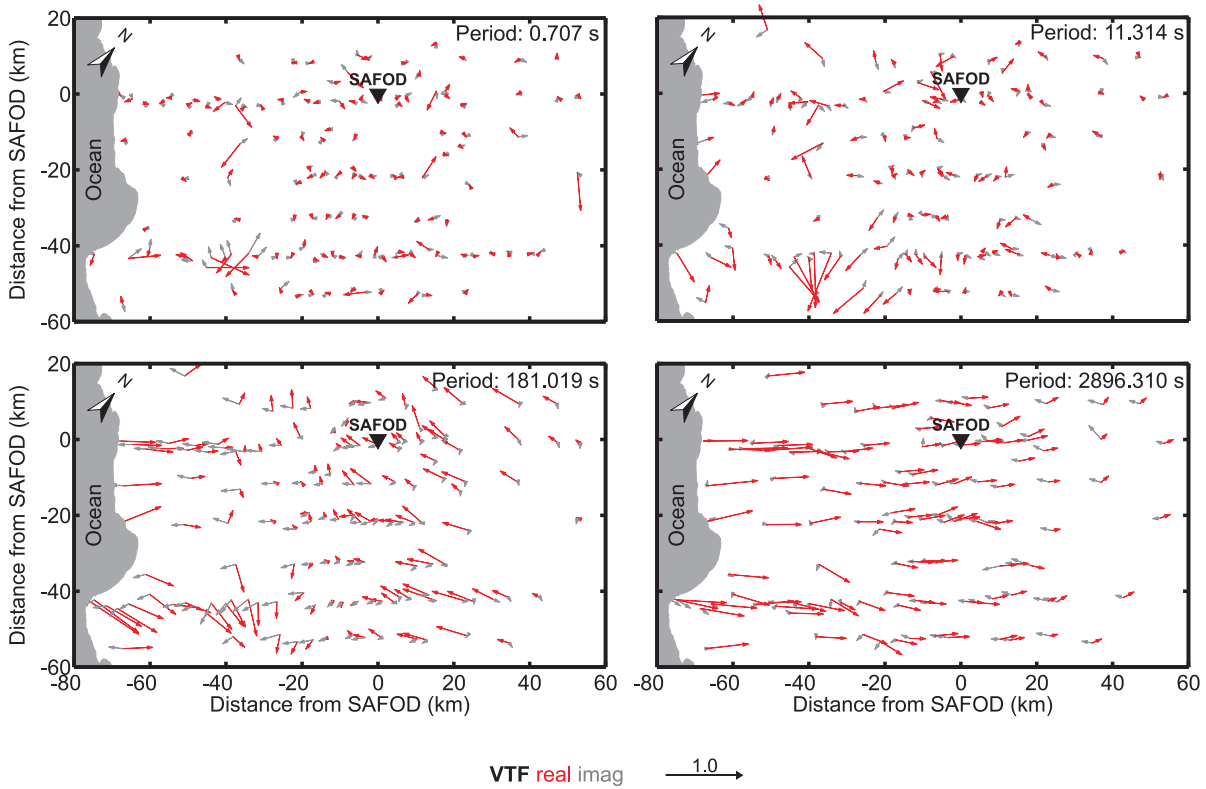 20
0
-20
-40
-60
Distance from SAFOD (km)
N
Ocean
SAFOD
Period: 0.707 s
N
Ocean
SAFOD
Period: 11.314 s
20
0
-20
-40
-60
Distance from SAFOD (km)
N
Ocean
SAFOD
Period: 181.019 s
-80 -60 -40 -20 0 20 40 60
Distance from SAFOD (km)
N
Ocean
SAFOD
Period: 2896.310 s
-80 -60 -40 -20 0 20 40 60
Distance from SAFOD (km)
VTF real imag 1.0